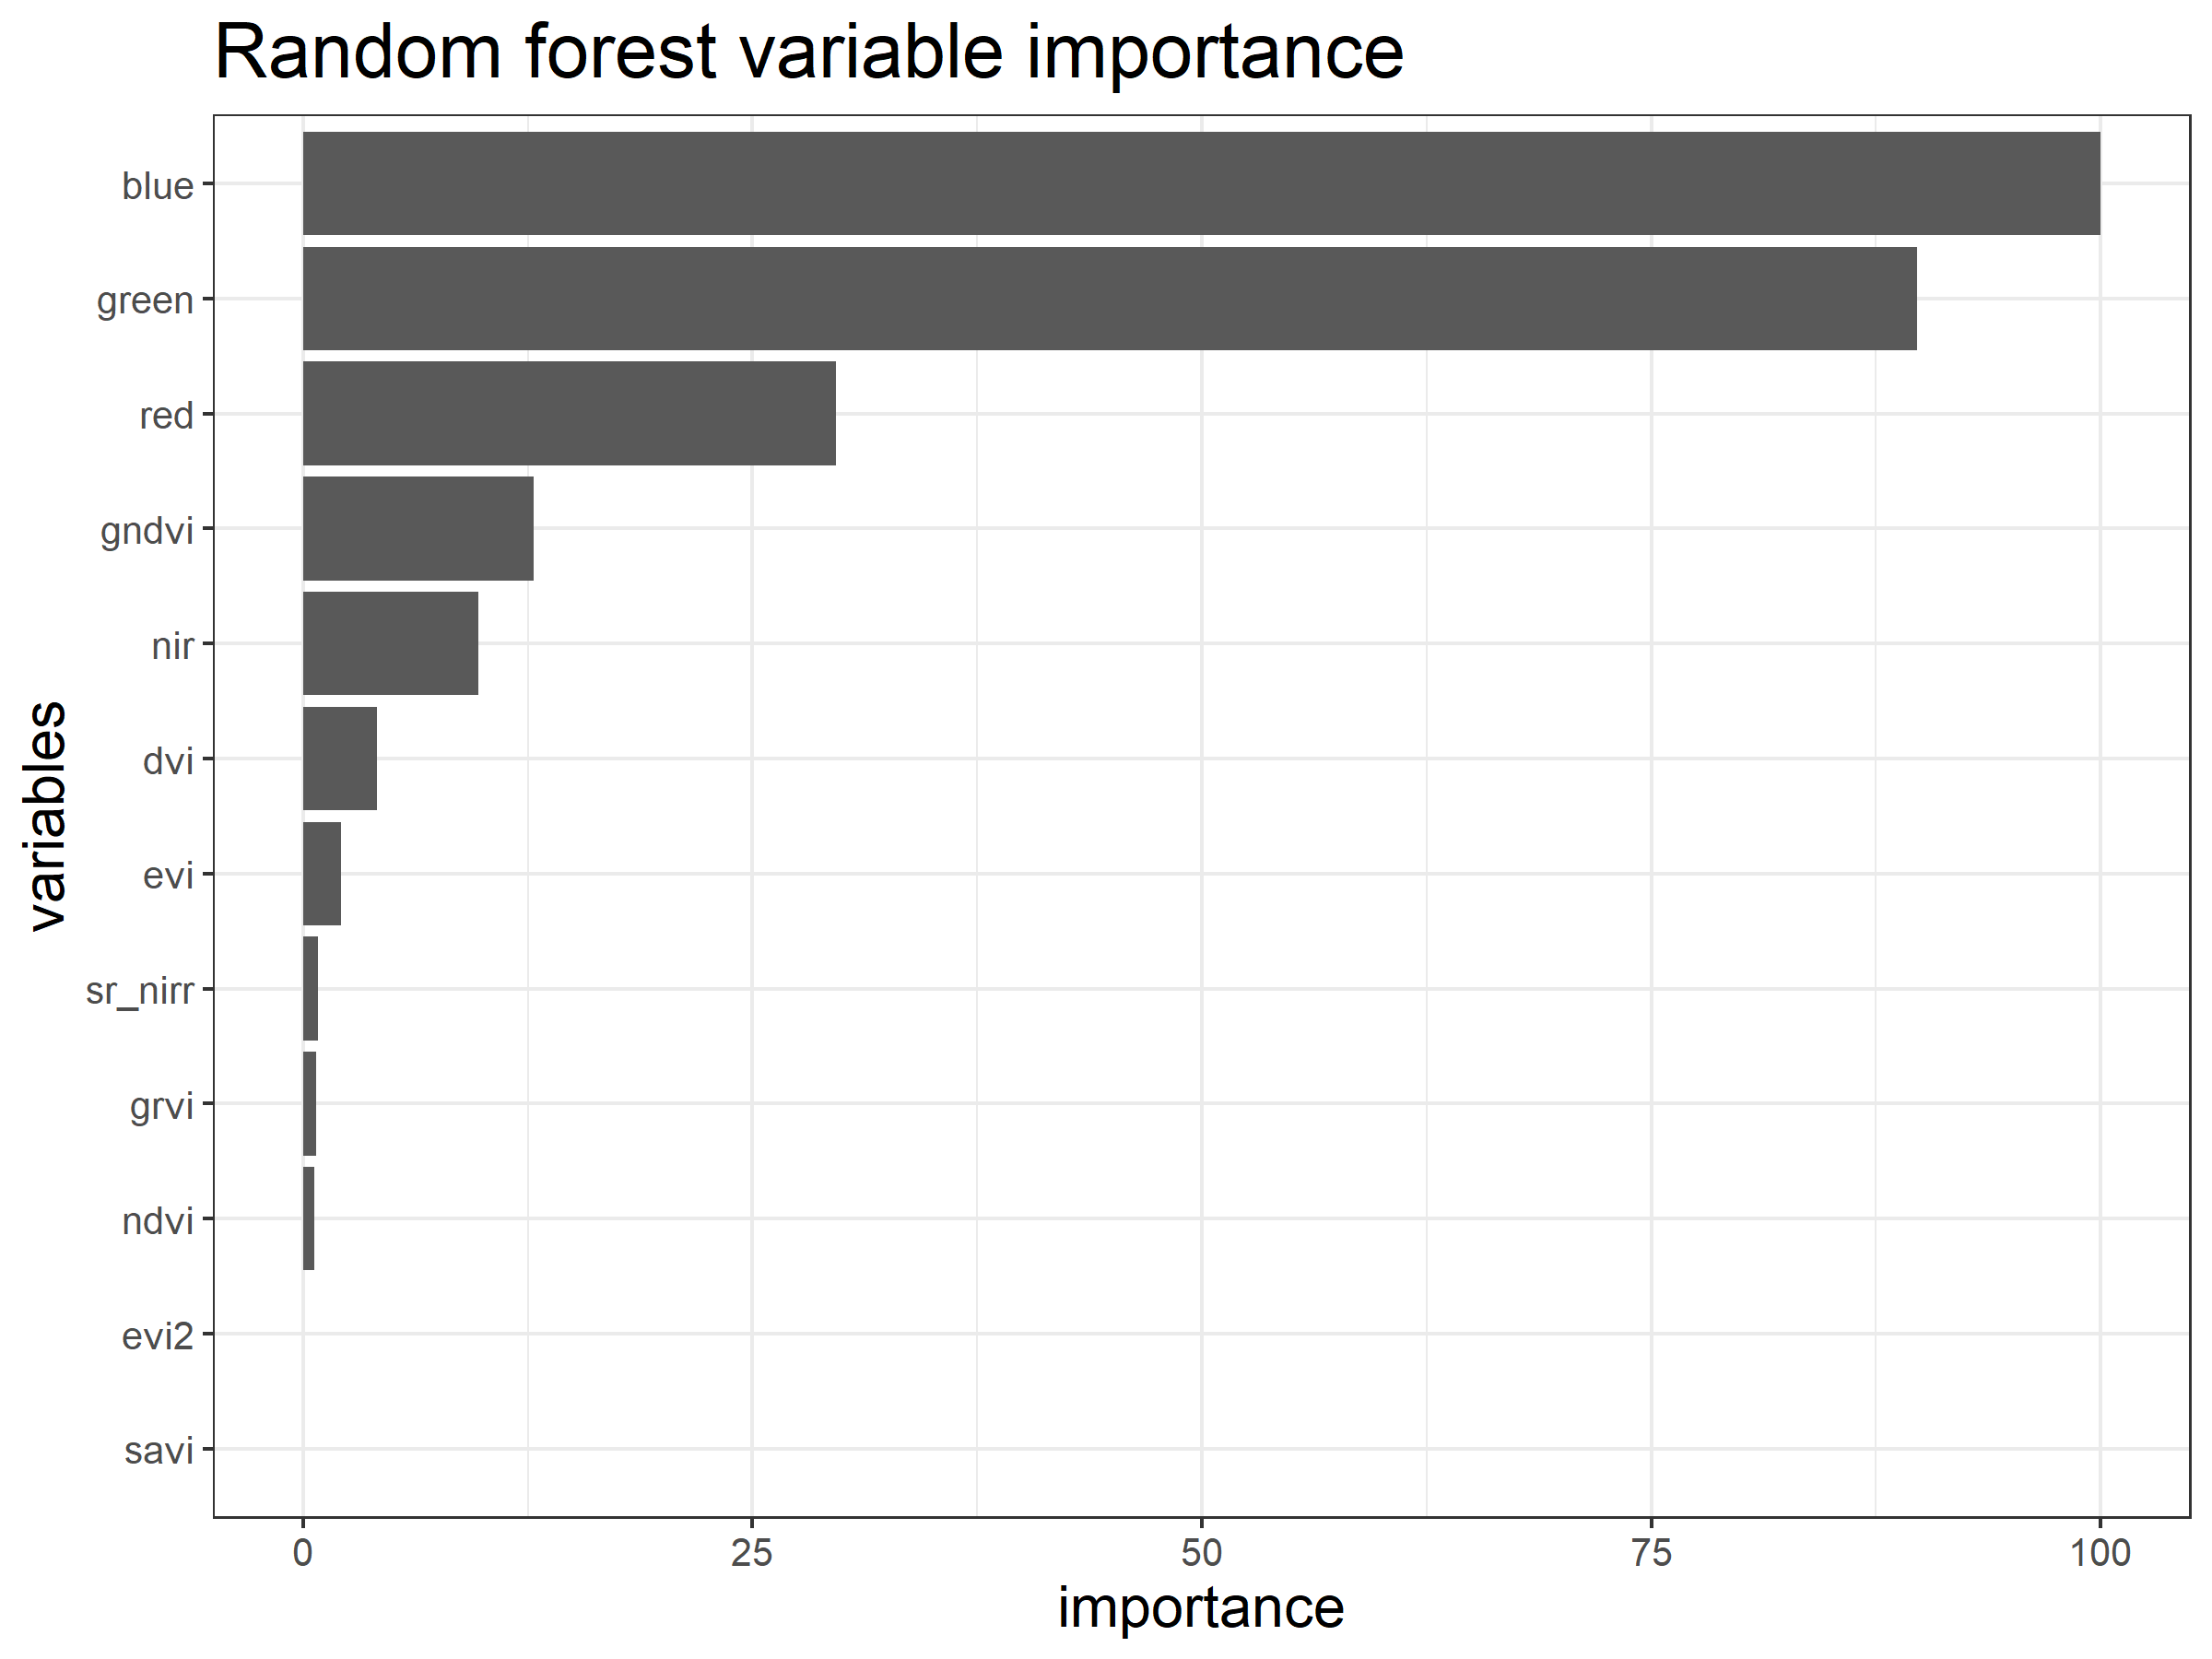 Random forest variable importance
blue
green
red
gndvi
nir
dvi
evi
sr_nirr
grvi
ndvi
evi2
savi
variables
0 25 50 75 100
importance